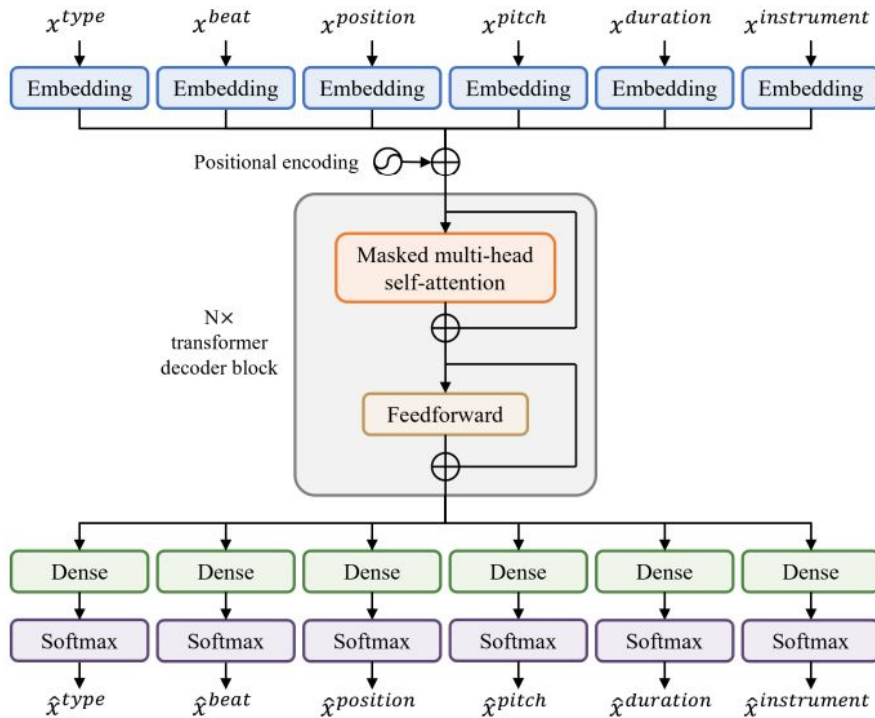 x^type x^beat x^position x^pitch x^duration x^instrument
Embedding Embedding Embedding Embedding Embedding Embedding
Positional encoding
Masked multi-head
self-attention
N×
transformer
decoder block
Feedforward
Dense Dense Dense Dense Dense Dense
Softmax Softmax Softmax Softmax Softmax Softmax
x̂^type x̂^beat x̂^position x̂^pitch x̂^duration x̂^instrument